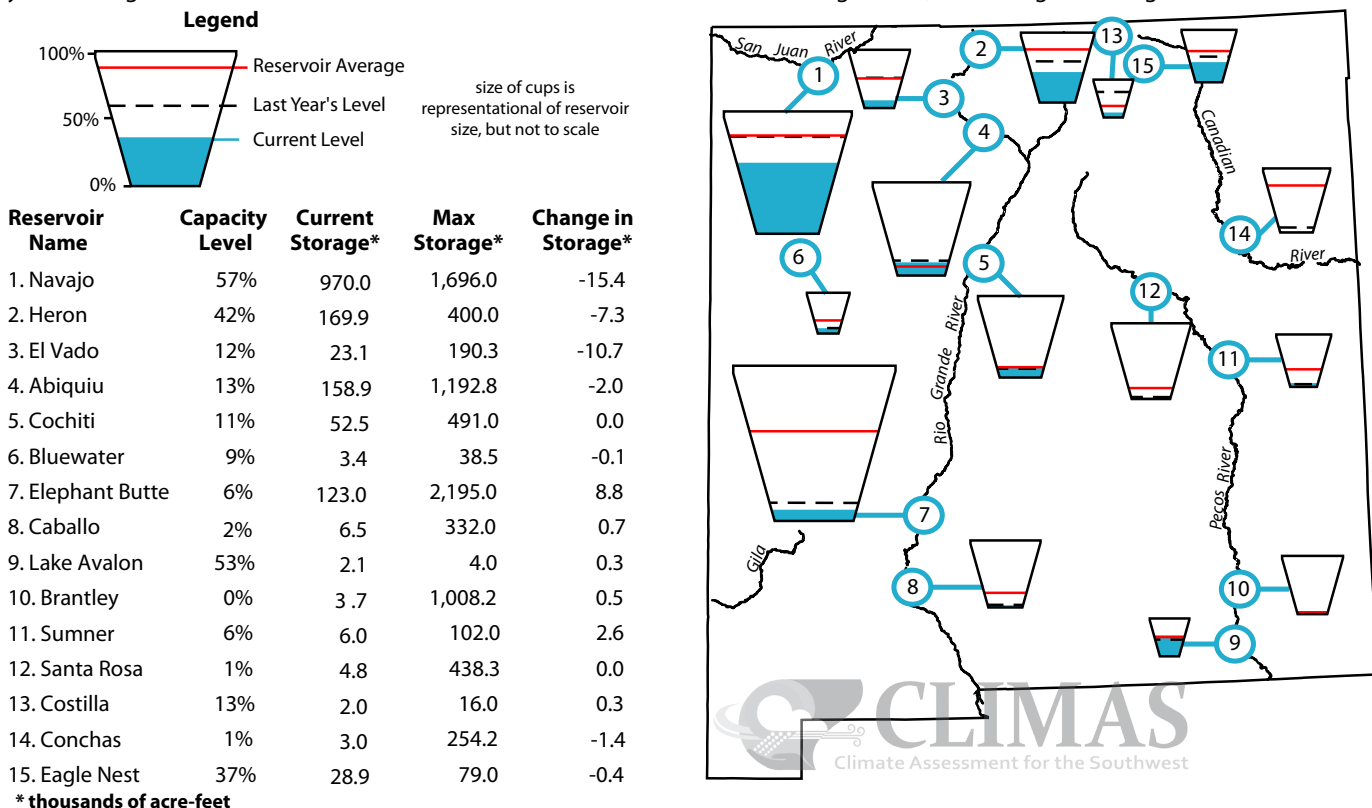 Legend
100%
50%
0%
Reservoir Average
Last Year's Level
Current Level
size of cups is
representational of reservoir
size, but not to scale
Reservoir Name Capacity Level Current Storage* Max Storage* Change in Storage*
1. Navajo 57% 970.0 1,696.0 -15.4
2. Heron 42% 169.9 400.0 -7.3
3. El Vado 12% 23.1 190.3 -10.7
4. Abiquiu 13% 158.9 1,192.8 -2.0
5. Cochiti 11% 52.5 491.0 0.0
6. Bluewater 9% 3.4 38.5 -0.1
7. Elephant Butte 6% 123.0 2,195.0 8.8
8. Caballo 2% 6.5 332.0 0.7
9. Lake Avalon 53% 2.1 4.0 0.3
10. Brantley 0% 3.7 1,008.2 0.5
11. Sumner 6% 6.0 102.0 2.6
12. Santa Rosa 1% 4.8 438.3 0.0
13. Costilla 13% 2.0 16.0 0.3
14. Conchas 1% 3.0 254.2 -1.4
15. Eagle Nest 37% 28.9 79.0 -0.4
* thousands of acre-feet
San Juan River
1
2
3
4
13
15
Canadian
River
14
6
5
12
11
Rio Grande River
Pecos River
7
Gila
8
10
9
CLIMAS
Climate Assessment for the Southwest